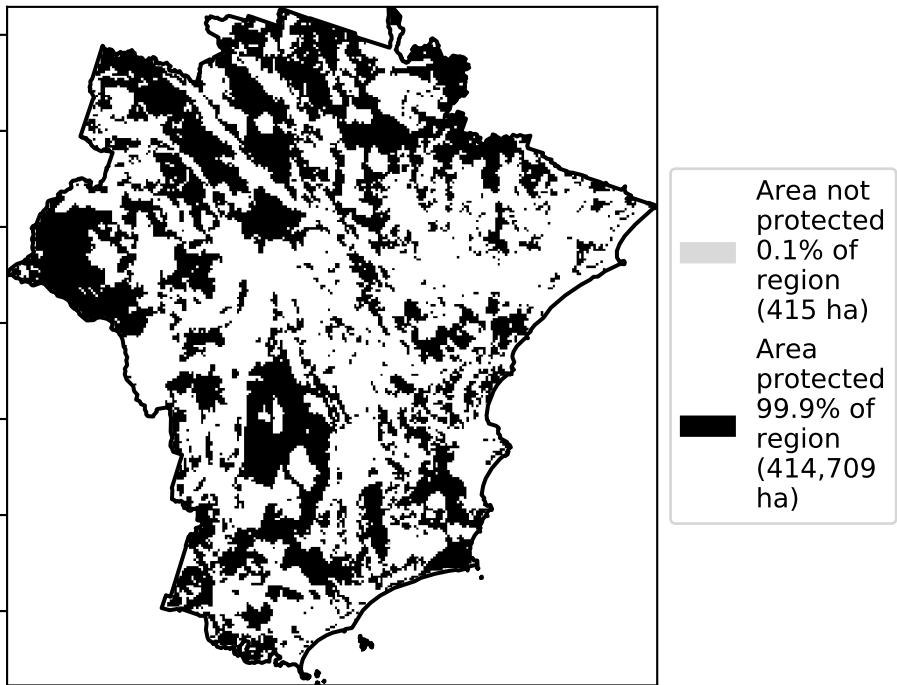 Area not
protected
0.1% of
region
(415 ha)
Area
protected
99.9% of
region
(414,709
ha)